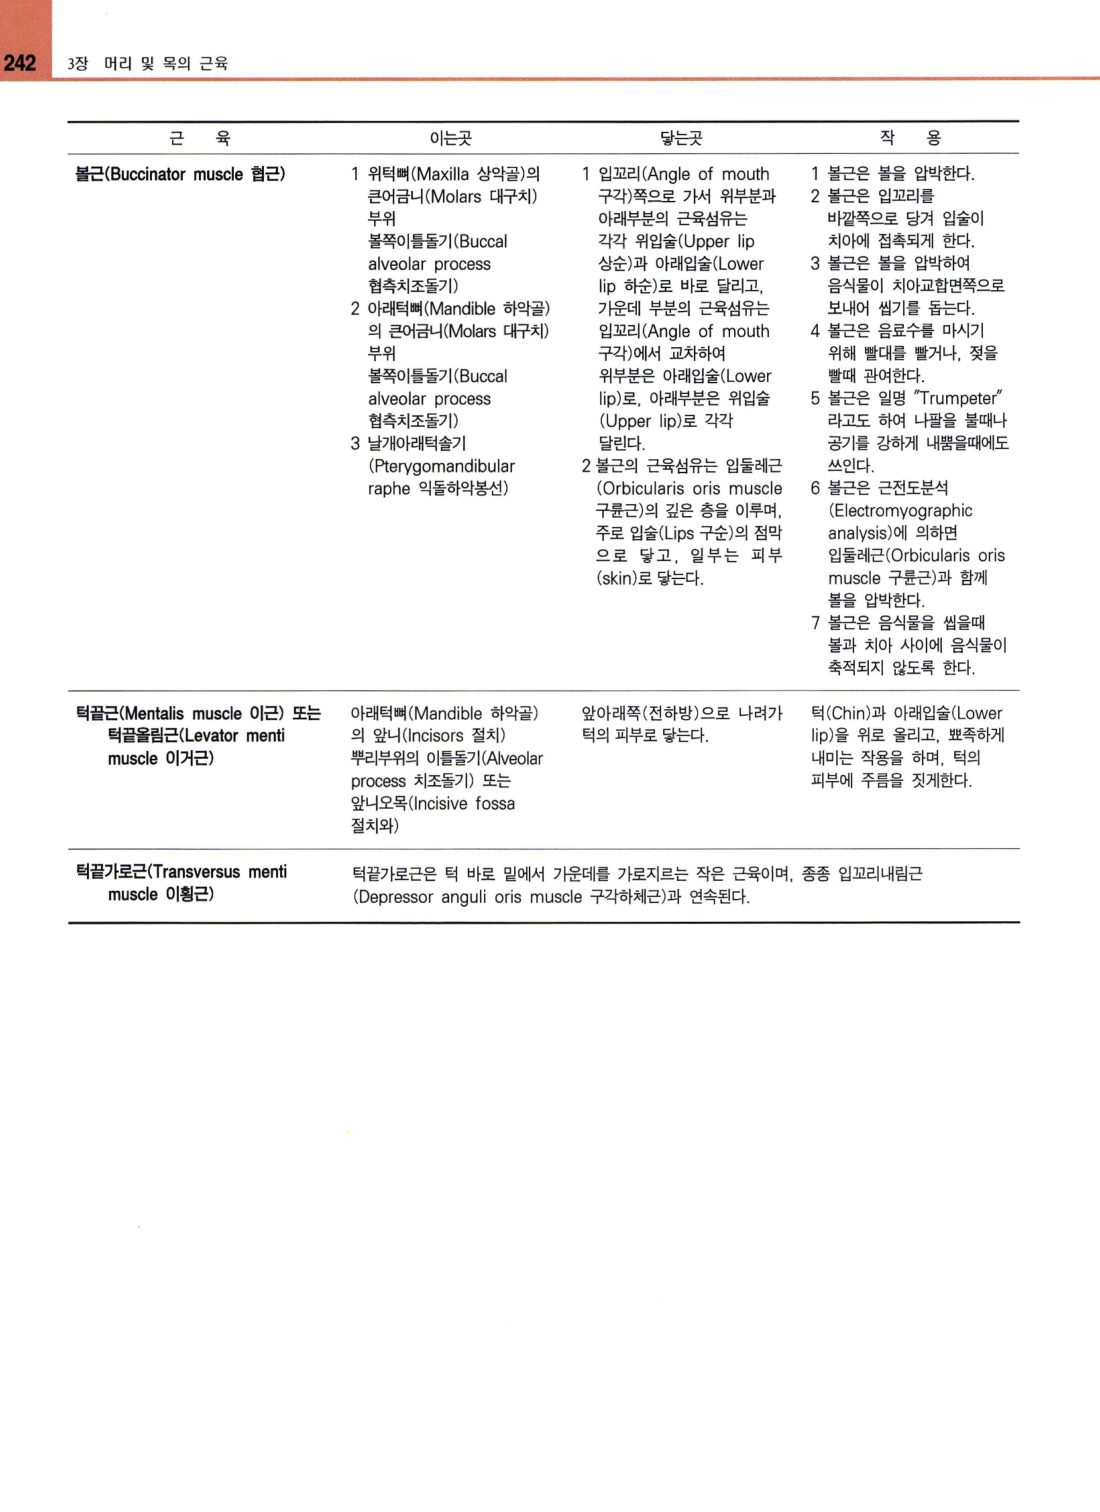 242
3장 머리 및 목의 근육
근 육
이는곳
닿는곳
작 용
볼근(Buccinator muscle 협근)
1 위턱뼈(Maxilla 상악골)의
큰어금니(Molars 대구치)
부위
볼쪽이틀돌기(Buccal
alveolar process
협측치조돌기)
2 아래턱뼈(Mandible 하악골)
의 큰어금니(Molars 대구치)
부위
볼쪽이틀돌기(Buccal
alveolar process
협측치조돌기)
3 날개아래턱솔기
(Pterygomandibular
raphe 익돌하악봉선)
1 입꼬리(Angle of mouth
구각)쪽으로 가서 위부분과
아래부분의 근육섬유는
각각 위입술(Upper lip
상순)과 아래입술(Lower
lip 하순)로 바로 달리고,
가운데 부분의 근육섬유는
입꼬리(Angle of mouth
구각)에서 교차하여
위부분은 아래입술(Lower
lip)로, 아래부분은 위입술
(Upper lip)로 각각
달린다.
2 볼근의 근육섬유는 입둘레근
(Orbicularis oris muscle
구륜근)의 깊은 층을 이루며,
주로 입술(Lips 구순)의 점막
으로 닿고, 일부는 피부
(skin)로 닿는다.
1 볼근은 볼을 압박한다.
2 볼근은 입꼬리를
바깥쪽으로 당겨 입술이
치아에 접촉되게 한다.
3 볼근은 볼을 압박하여
음식물이 치아교합면쪽으로
보내어 씹기를 돕는다.
4 볼근은 음료수를 마시기
위해 빨대를 빨거나, 젖을
빨때 관여한다.
5 볼근은 일명 "Trumpeter"
라고도 하여 나팔을 불때나
공기를 강하게 내뿜을때에도
쓰인다.
6 볼근은 근전도분석
(Electromyographic
analysis)에 의하면
입둘레근(Orbicularis oris
muscle 구륜근)과 함께
볼을 압박한다.
7 볼근은 음식물을 씹을때
볼과 치아 사이에 음식물이
축적되지 않도록 한다.
턱끝근(Mentalis muscle 이근) 또는
턱끝올림근(Levator menti
muscle 이거근)
아래턱뼈(Mandible 하악골)
의 앞니(Incisors 절치)
뿌리부위의 이틀돌기(Alveolar
process 치조돌기) 또는
앞니오목(Incisive fossa
절치와)
앞아래쪽(전하방)으로 나려가
턱의 피부로 닿는다.
턱(Chin)과 아래입술(Lower
lip)을 위로 올리고, 뾰족하게
내미는 작용을 하며, 턱의
피부에 주름을 짓게한다.
턱끝가로근(Transversus menti
muscle 이횡근)
턱끝가로근은 턱 바로 밑에서 가운데를 가로지르는 작은 근육이며, 종종 입꼬리내림근
(Depressor anguli oris muscle 구각하체근)과 연속된다.